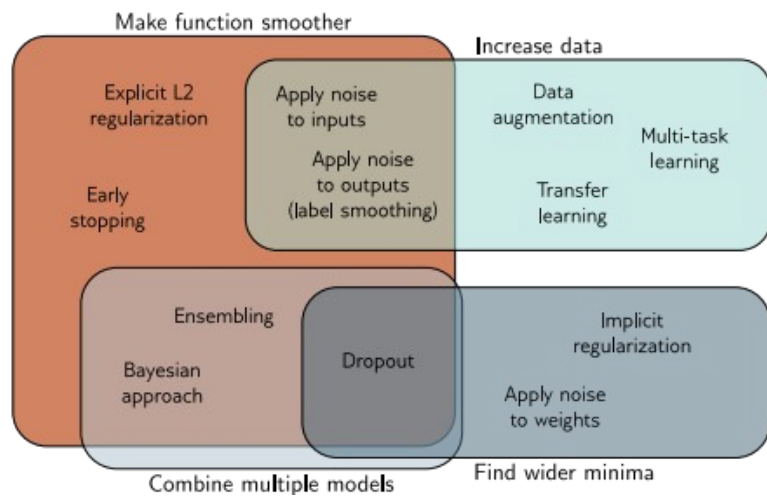 Make function smoother
Increase data
Explicit L2
regularization
Apply noise
to inputs
Data
augmentation
Multi-task
learning
Apply noise
to outputs
(label smoothing)
Early
stopping
Transfer
learning
Ensembling
Implicit
regularization
Bayesian
approach
Dropout
Apply noise
to weights
Combine multiple models
Find wider minima